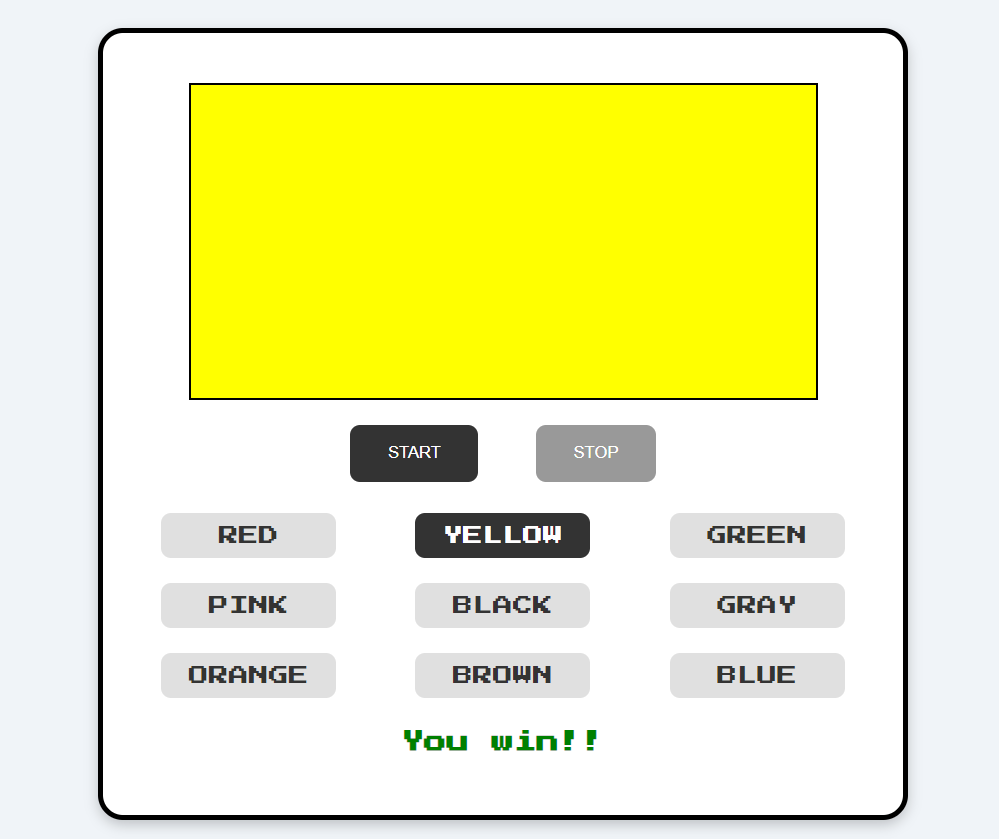 START STOP
RED YELLOW GREEN
PINK BLACK GRAY
ORANGE BROWN BLUE
You win!!